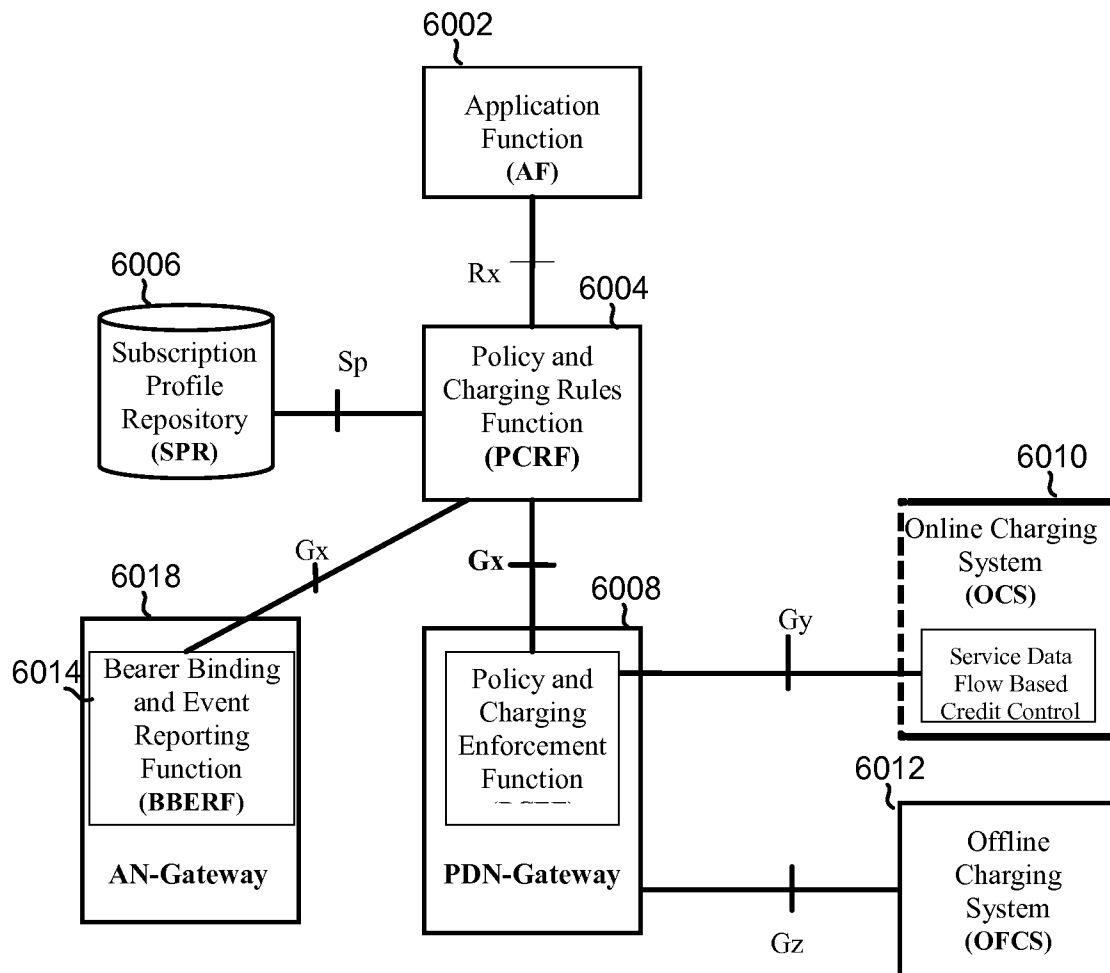 6002
Application
Function
(AF)
Rx
6006
Subscription
Profile
Repository
(SPR)
Sp
6004
Policy and
Charging Rules
Function
(PCRF)
6010
Online Charging
System
(OCS)
Service Data
Flow Based
Credit Control
Gx
Gx
6018
6014
Bearer Binding
and Event
Reporting
Function
(BBERF)
AN-Gateway
6008
Policy and
Charging
Enforcement
Function
PDN-Gateway
Gy
6012
Offline
Charging
System
(OFCS)
Gz